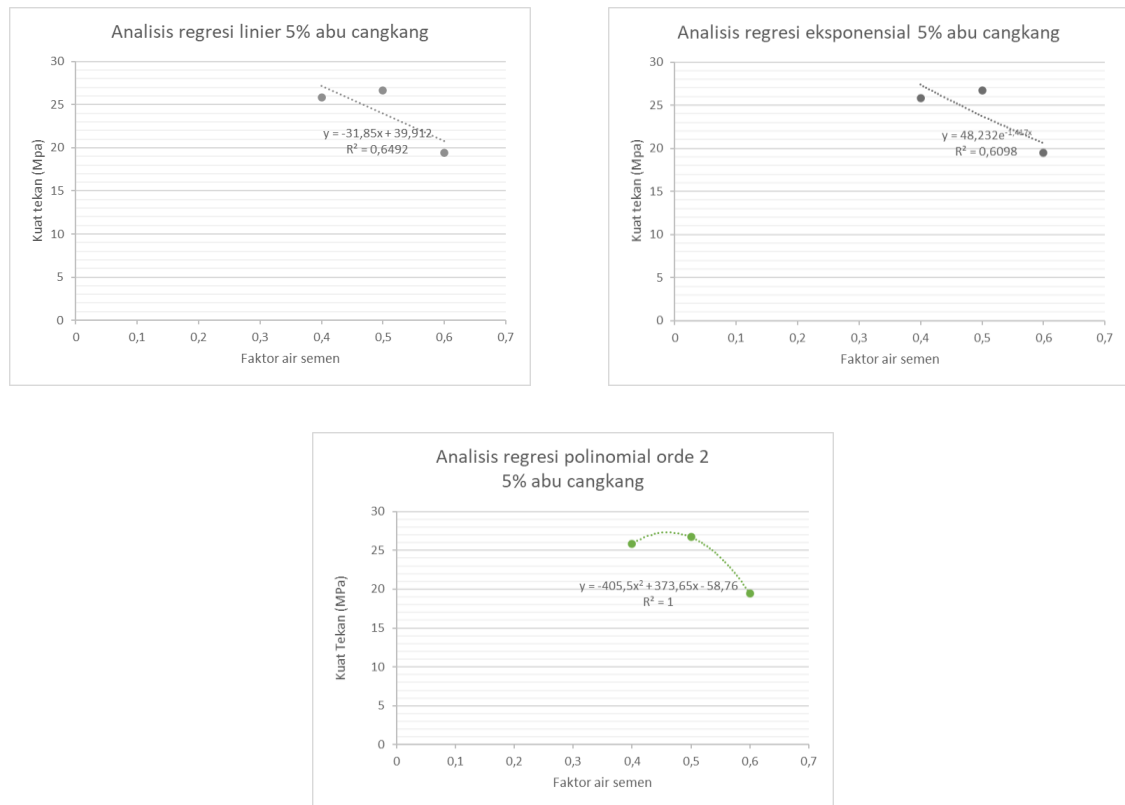 Analisis regresi linier 5% abu cangkang
Kuat tekan (Mpa)
30
25
20
15
10
5
0
y = -31,85x + 39,912
R² = 0,6492
0 0,1 0,2 0,3 0,4 0,5 0,6 0,7
Faktor air semen
Analisis regresi eksponensial 5% abu cangkang
Kuat tekan (Mpa)
30
25
20
15
10
5
0
y = 48,232e
R² = 0,6098
0 0,1 0,2 0,3 0,4 0,5 0,6 0,7
Faktor air semen
Analisis regresi polinomial orde 2
5% abu cangkang
Kuat Tekan (MPa)
30
25
20
15
10
5
0
y = -405,5x² + 373,65x - 58,76
R² = 1
0 0,1 0,2 0,3 0,4 0,5 0,6 0,7
Faktor air semen